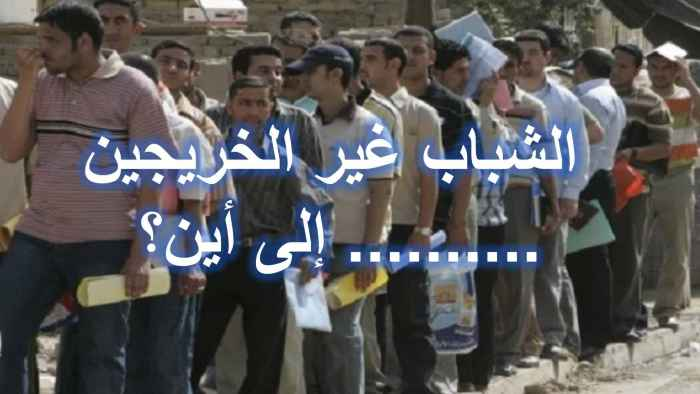 الشباب غير الخريجين
.......... إلى أين؟